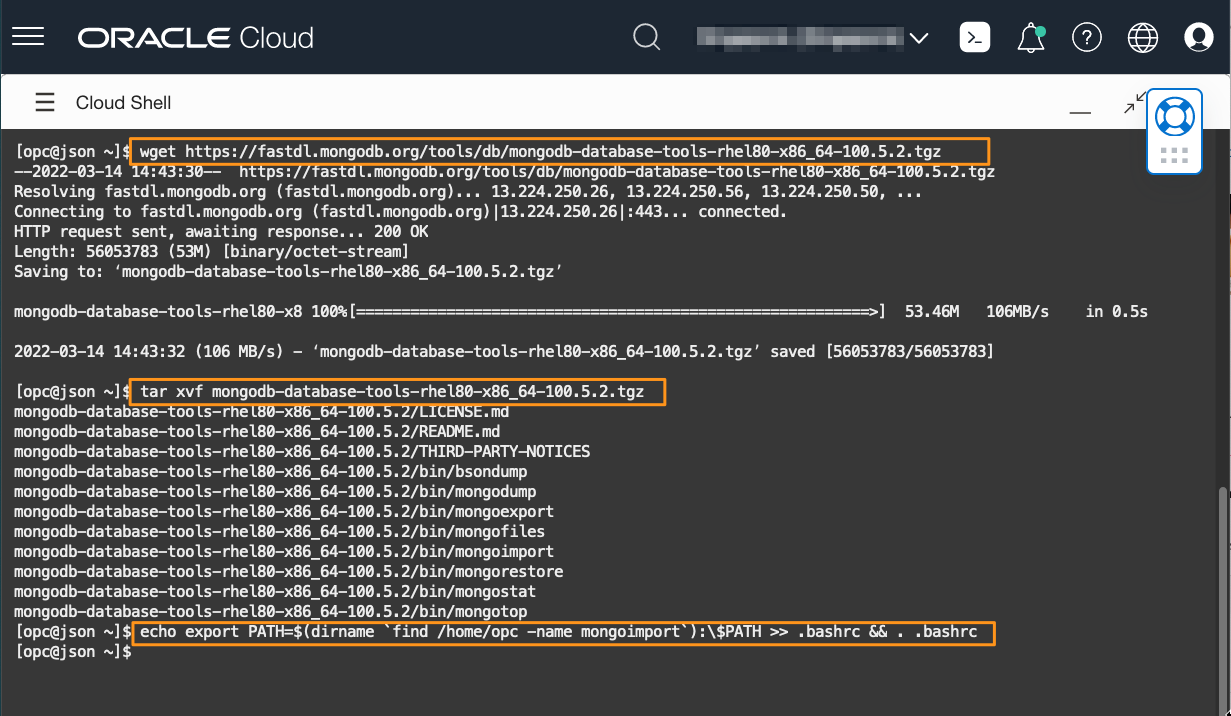 ORACLE Cloud
Cloud Shell
[opc@json ~]$ wget https://fastdl.mongodb.org/tools/db/mongodb-database-tools-rhel80-x86_64-100.5.2.tgz
--2022-03-14 14:43:30--  https://fastdl.mongodb.org/tools/db/mongodb-database-tools-rhel80-x86_64-100.5.2.tgz
Resolving fastdl.mongodb.org (fastdl.mongodb.org)... 13.224.250.26, 13.224.250.56, 13.224.250.50, ...
Connecting to fastdl.mongodb.org (fastdl.mongodb.org)|13.224.250.26|:443... connected.
HTTP request sent, awaiting response... 200 OK
Length: 56053783 (53M) [binary/octet-stream]
Saving to: ‘mongodb-database-tools-rhel80-x86_64-100.5.2.tgz’
mongodb-database-tools-rhel80-x8 100%[=========================================================>]  53.46M   106MB/s    in 0.5s
2022-03-14 14:43:32 (106 MB/s) - ‘mongodb-database-tools-rhel80-x86_64-100.5.2.tgz’ saved [56053783/56053783]
[opc@json ~]$ tar xvf mongodb-database-tools-rhel80-x86_64-100.5.2.tgz
mongodb-database-tools-rhel80-x86_64-100.5.2/LICENSE.md
mongodb-database-tools-rhel80-x86_64-100.5.2/README.md
mongodb-database-tools-rhel80-x86_64-100.5.2/THIRD-PARTY-NOTICES
mongodb-database-tools-rhel80-x86_64-100.5.2/bin/bsondump
mongodb-database-tools-rhel80-x86_64-100.5.2/bin/mongodump
mongodb-database-tools-rhel80-x86_64-100.5.2/bin/mongoexport
mongodb-database-tools-rhel80-x86_64-100.5.2/bin/mongofiles
mongodb-database-tools-rhel80-x86_64-100.5.2/bin/mongoimport
mongodb-database-tools-rhel80-x86_64-100.5.2/bin/mongorestore
mongodb-database-tools-rhel80-x86_64-100.5.2/bin/mongostat
mongodb-database-tools-rhel80-x86_64-100.5.2/bin/mongotop
[opc@json ~]$ echo export PATH=$(dirname `find /home/opc -name mongoimport`):\$PATH >> .bashrc && . .bashrc
[opc@json ~]$